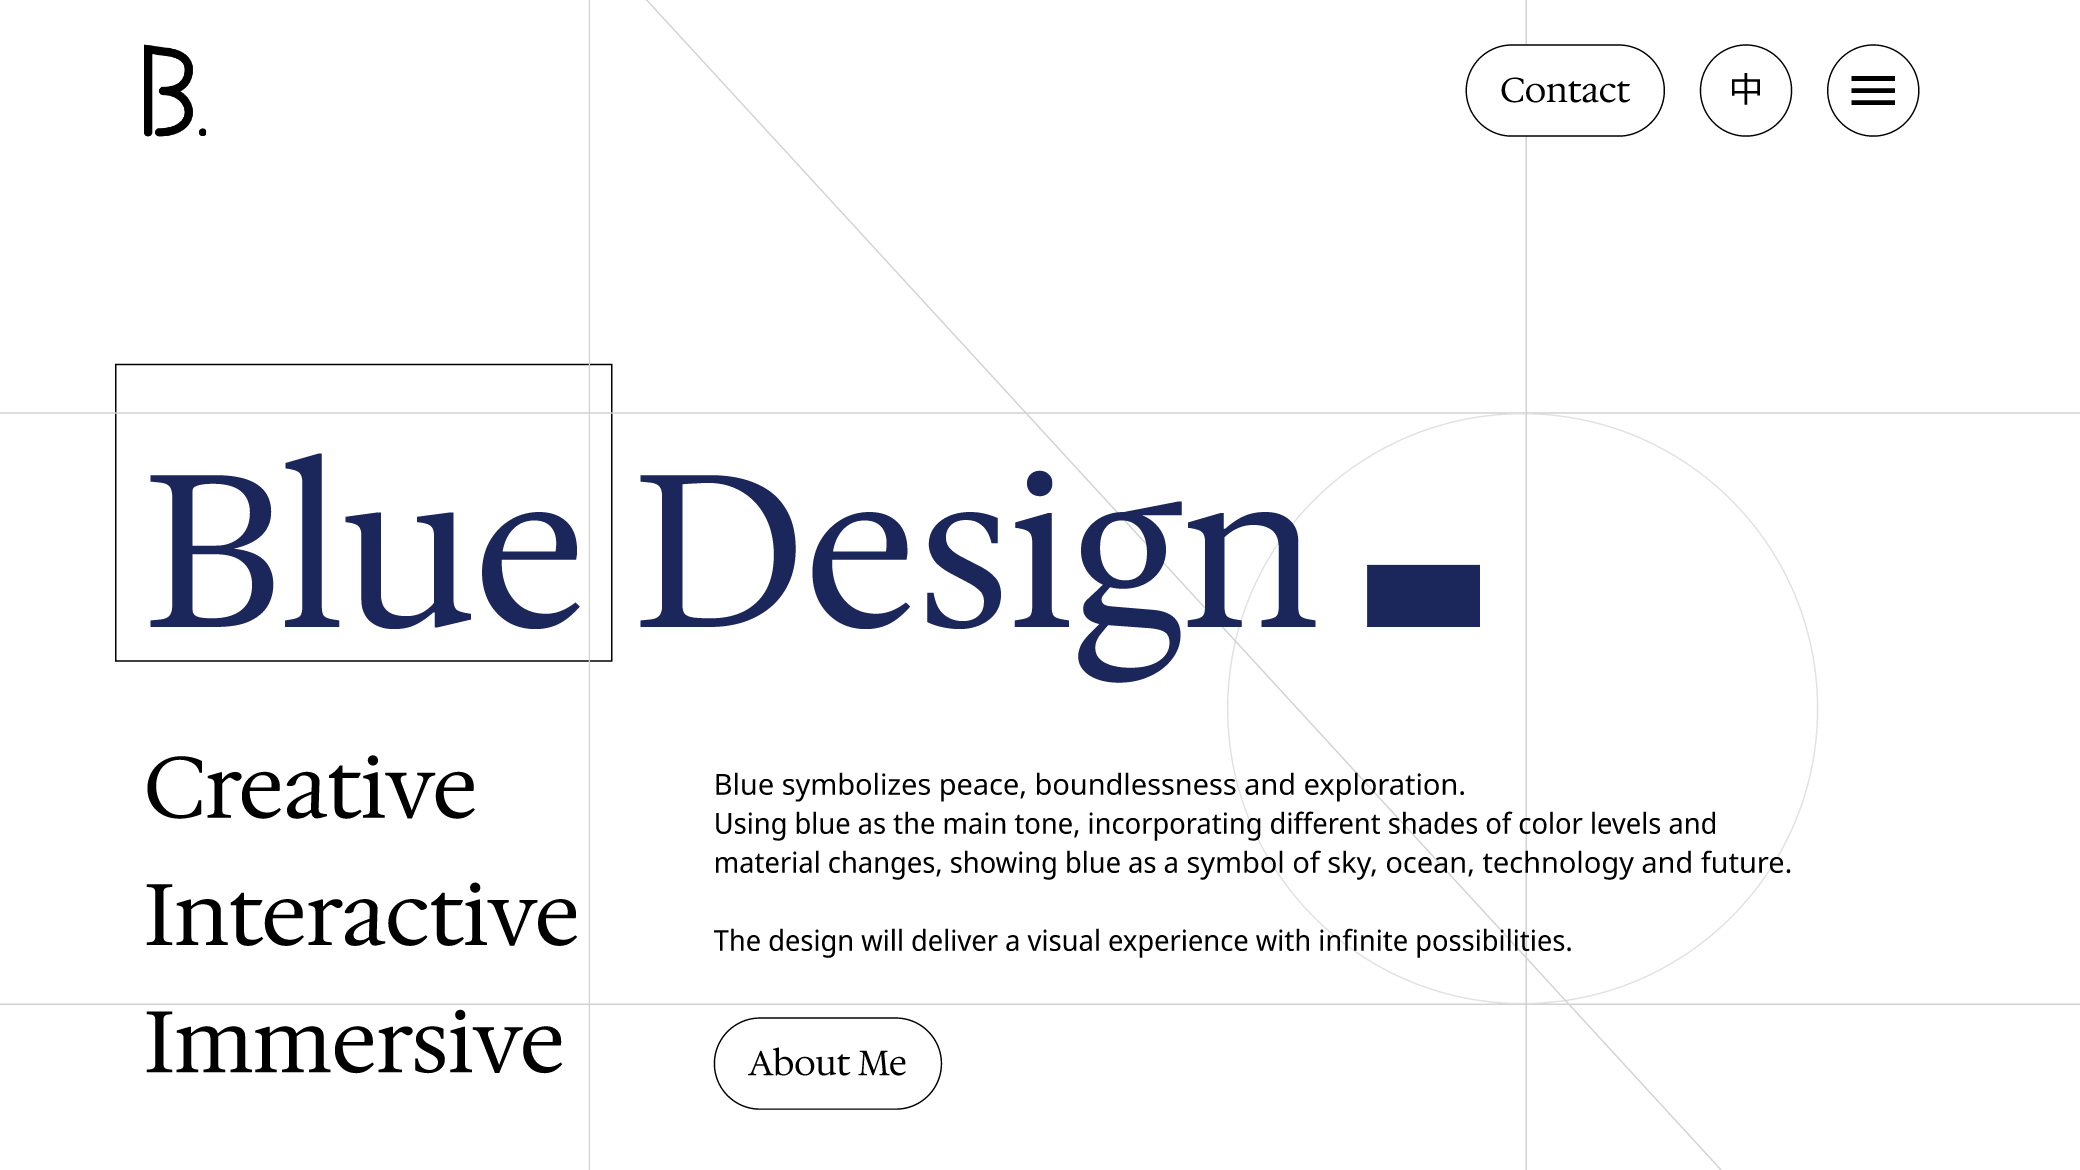 B.
Contact
中
Blue Design
Creative
Interactive
Immersive
Blue symbolizes peace, boundlessness and exploration.
Using blue as the main tone, incorporating different shades of color levels and
material changes, showing blue as a symbol of sky, ocean, technology and future.
The design will deliver a visual experience with infinite possibilities.
About Me